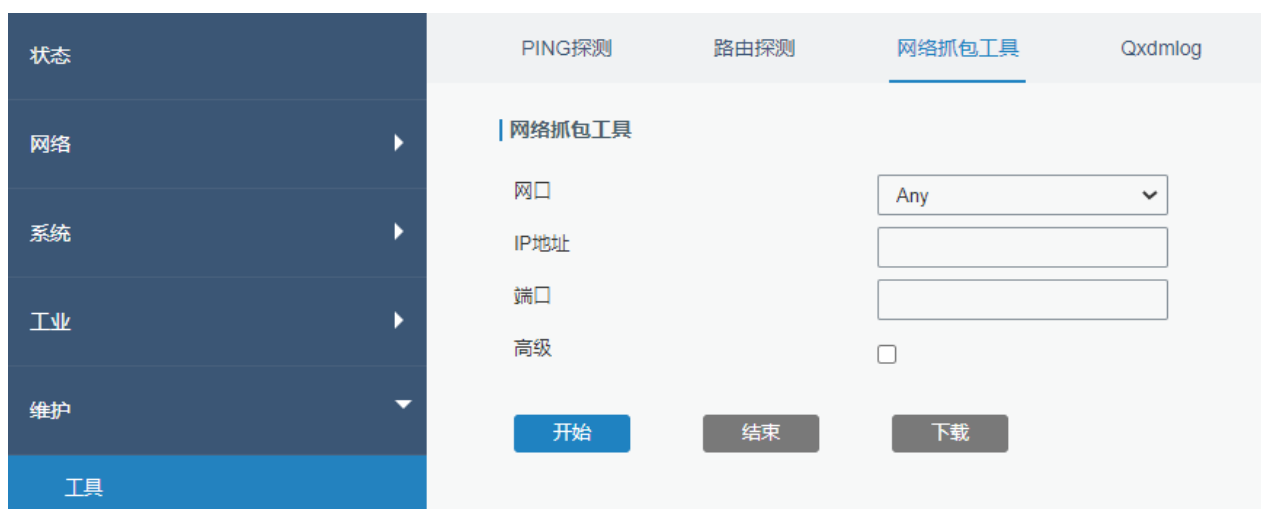 状态
网络
系统
工业
维护
工具
PING探测 路由探测 网络抓包工具 Qxdmlog
网络抓包工具
网口 Any
IP地址
端口
高级
开始 结束 下载